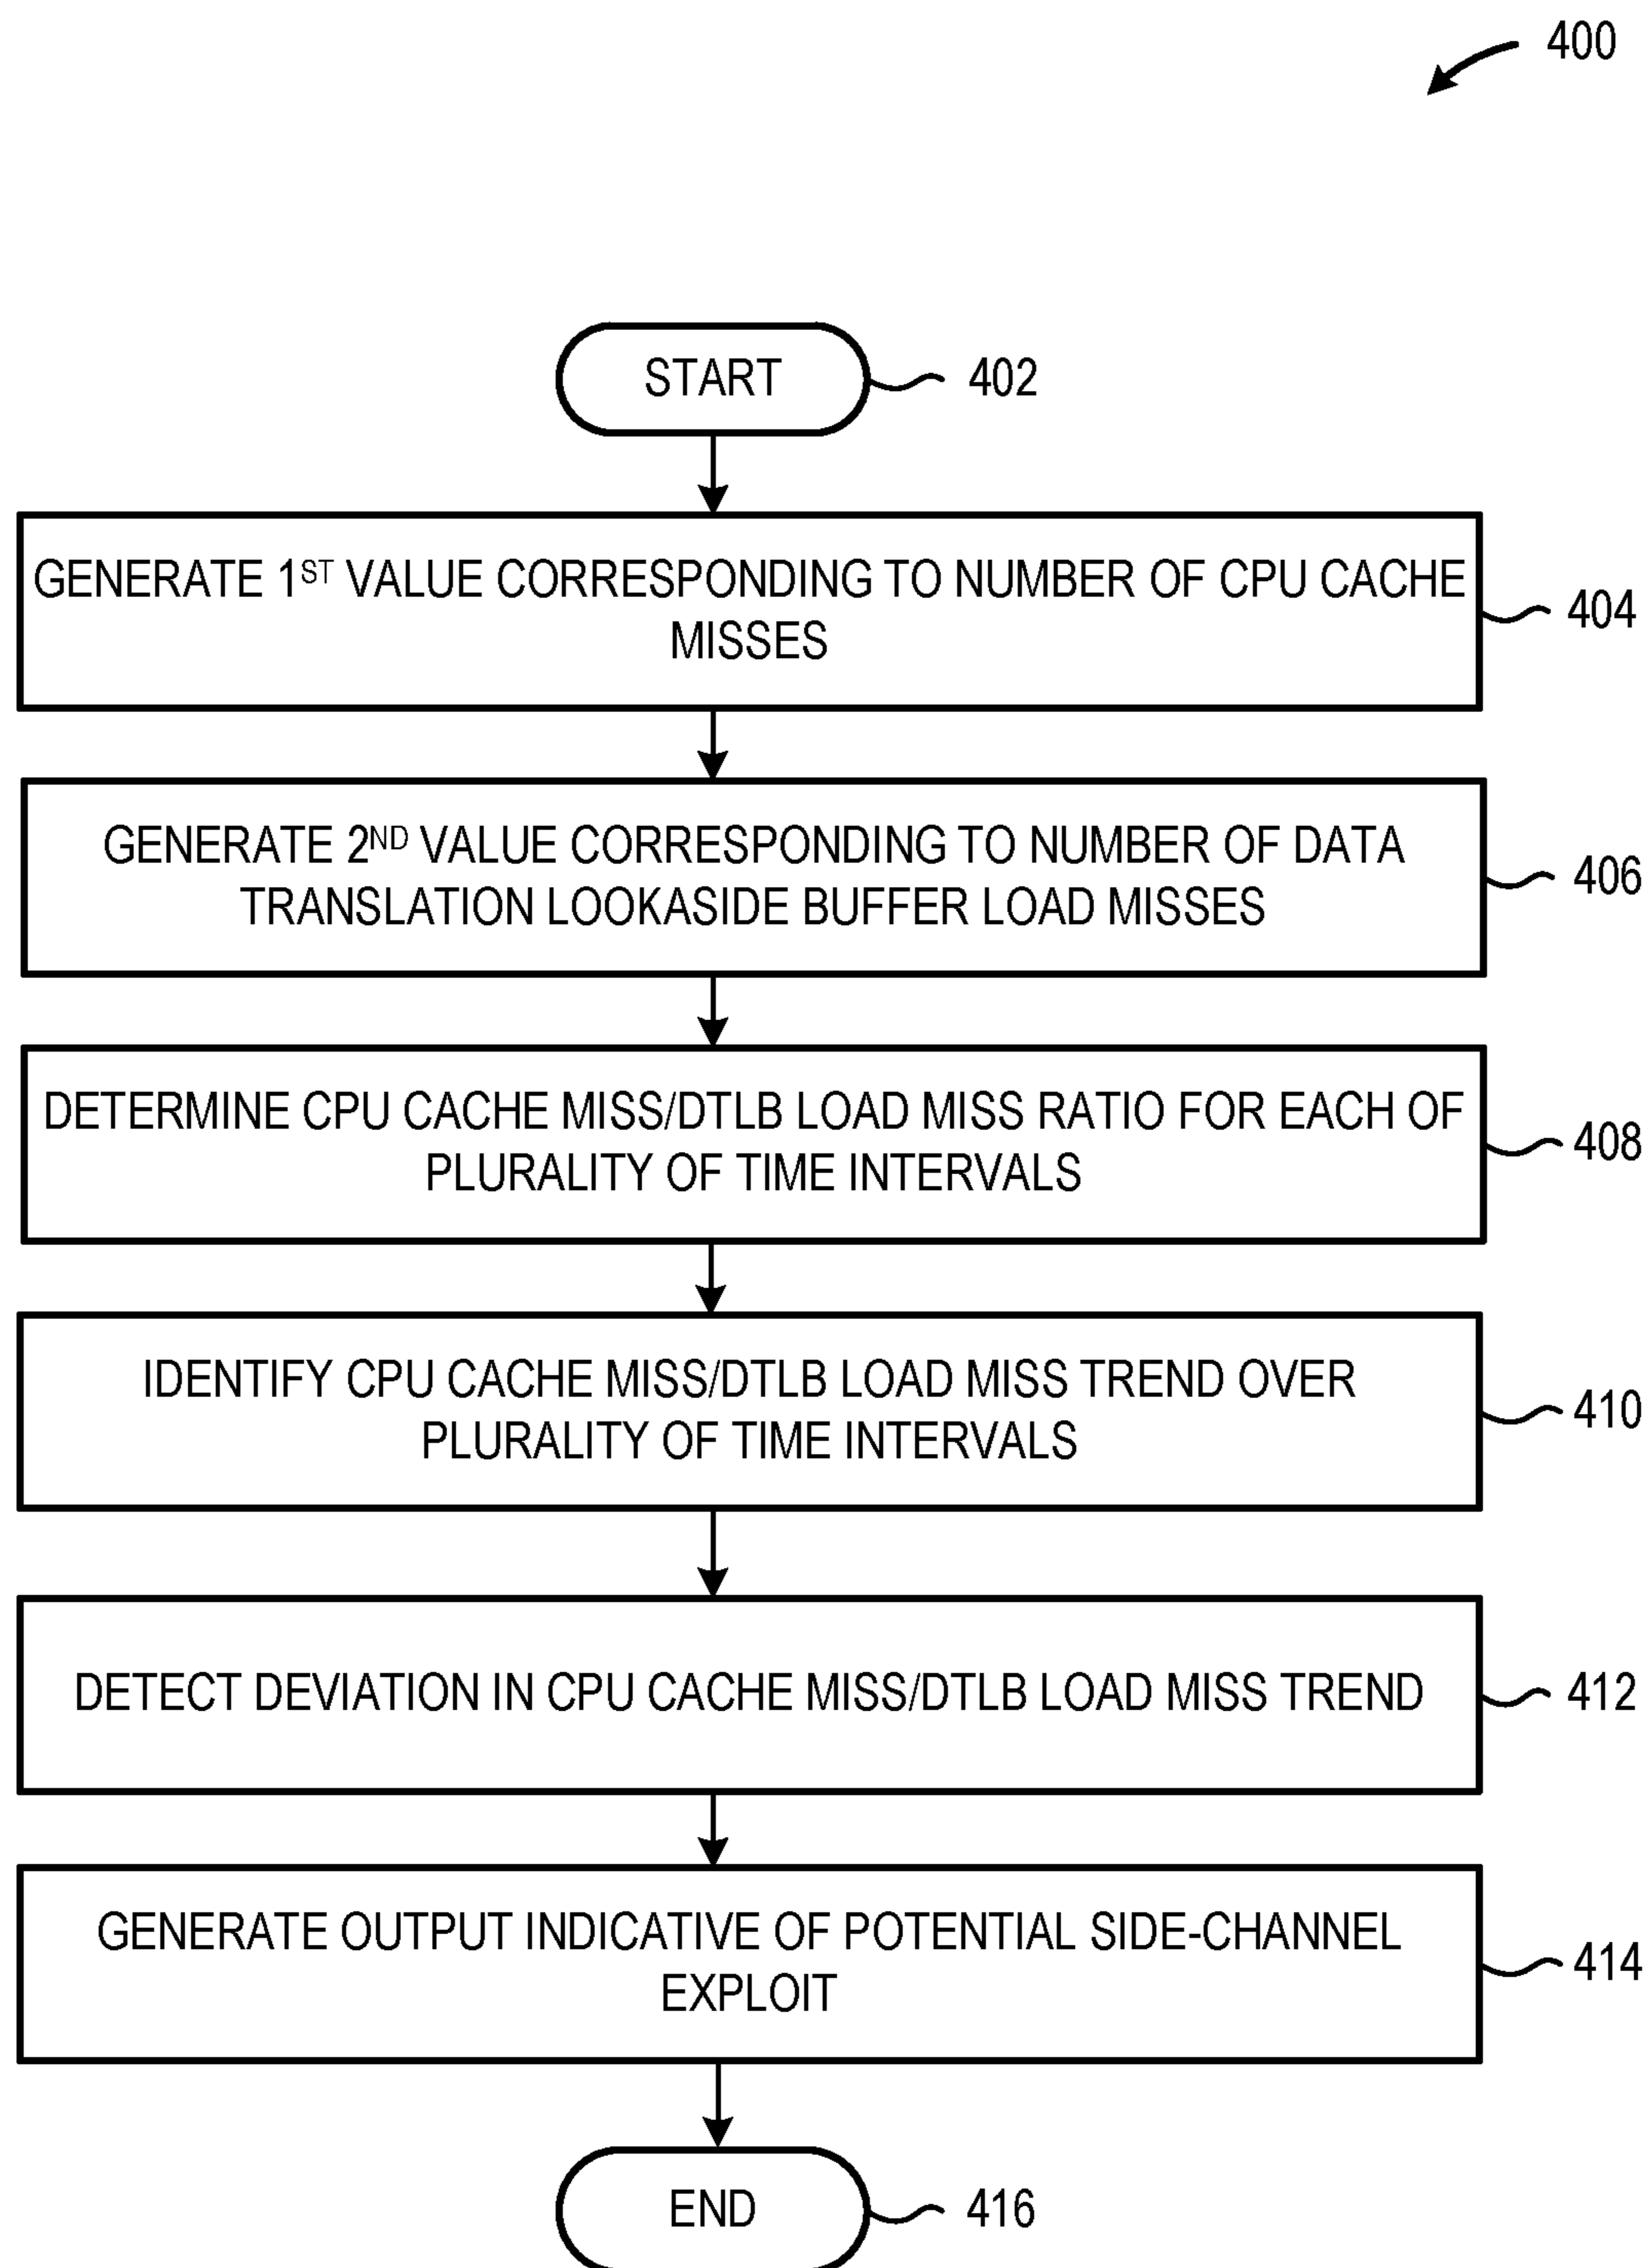 400
START
402
GENERATE 1ST VALUE CORRESPONDING TO NUMBER OF CPU CACHE
MISSES
404
GENERATE 2ND VALUE CORRESPONDING TO NUMBER OF DATA
TRANSLATION LOOKASIDE BUFFER LOAD MISSES
406
DETERMINE CPU CACHE MISS/DTLB LOAD MISS RATIO FOR EACH OF
PLURALITY OF TIME INTERVALS
408
IDENTIFY CPU CACHE MISS/DTLB LOAD MISS TREND OVER
PLURALITY OF TIME INTERVALS
410
DETECT DEVIATION IN CPU CACHE MISS/DTLB LOAD MISS TREND
412
GENERATE OUTPUT INDICATIVE OF POTENTIAL SIDE-CHANNEL
EXPLOIT
414
END
416